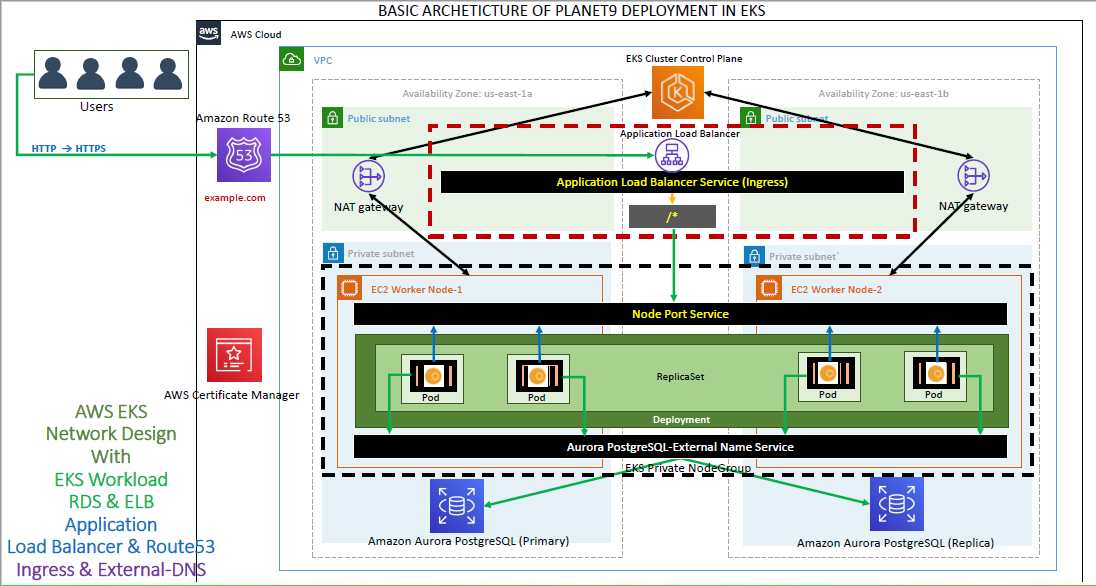 BASIC ARCHETICTURE OF PLANET9 DEPLOYMENT IN EKS
aws
AWS Cloud
VPC
EKS Cluster Control Plane
Users
Availability Zone: us-east-1a
Availability Zone: us-east-1b
Amazon Route 53
Public subnet
Public subnet
Application Load Balancer
HTTP → HTTPS
53
Application Load Balancer Service (Ingress)
example.com
NAT gateway
NAT gateway
/*
Private subnet
Private subnet`
EC2 Worker Node-1
EC2 Worker Node-2
Node Port Service
ReplicaSet
Pod
Pod
Pod
Pod
AWS Certificate Manager
Deployment
Aurora PostgreSQL-External Name Service
EKS Private NodeGroup
Amazon Aurora PostgreSQL (Primary)
Amazon Aurora PostgreSQL (Replica)
AWS EKS
Network Design
With
EKS Workload
RDS & ELB
Application
Load Balancer & Route53
Ingress & External-DNS